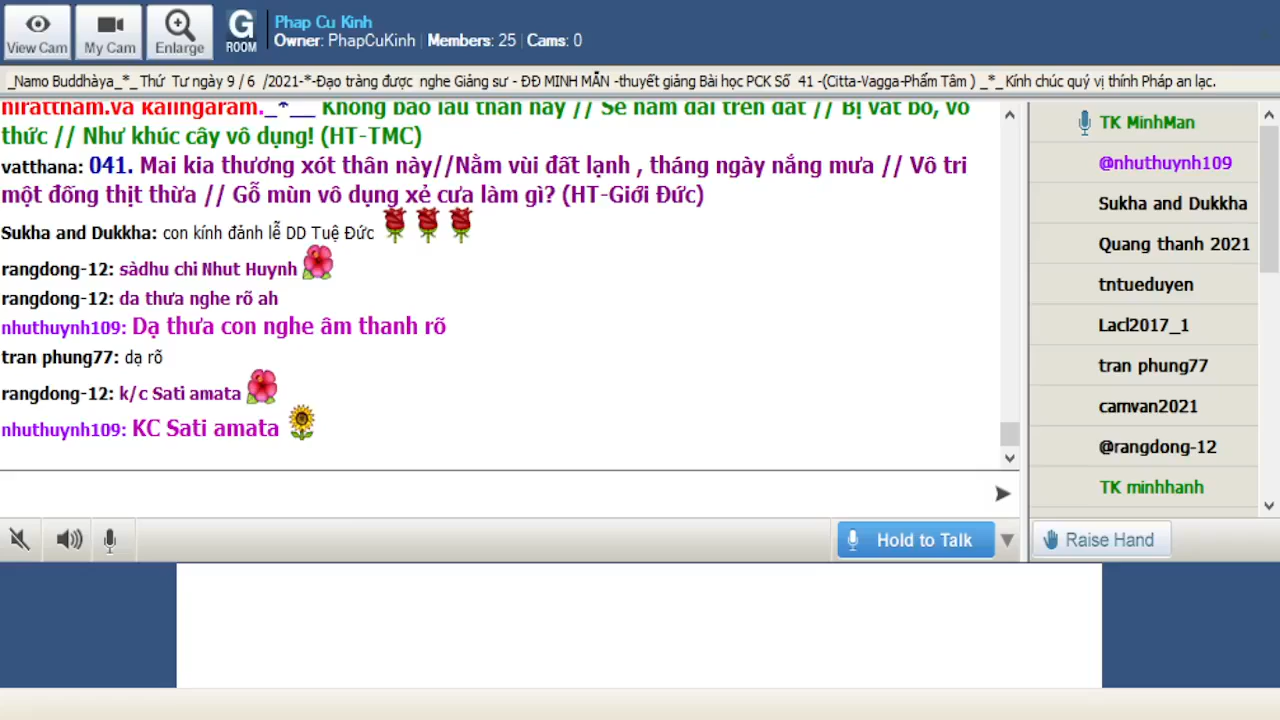 View Cam
My Cam
Enlarge
G
ROOM
Phap Cu Kinh
Owner: PhapCuKinh | Members: 25 | Cams: 0
_Namo Buddhàya_*_ Thứ Tư ngày 9 / 6 /2021-*-Đạo tràng được nghe Giảng sư - ĐĐ MINH MẪN -thuyết giảng Bài học PCK Số 41 -(Citta-Vagga-Phẩm Tâm ) _*_ Kính chúc quý vị thính Pháp an lạc.
niratthaṃ.va kaliṅgaraṃ._*__ Không bao lâu thân này // Sẽ nằm dài trên đất // Bị vất bỏ, vô
thức // Như khúc cây vô dụng! (HT-TMC)
vatthana: 041. Mai kia thương xót thân này//Nằm vùi đất lạnh , tháng ngày nắng mưa // Vô tri
một đống thịt thừa // Gỗ mùn vô dụng xẻ cưa làm gì? (HT-Giới Đức)
Sukha and Dukkha: con kính đảnh lễ DD Tuệ Đức
rangdong-12: sàdhu chi Nhut Huynh
rangdong-12: da thưa nghe rõ ah
nhuthuynh109: Dạ thưa con nghe âm thanh rõ
tran phung77: dạ rõ
rangdong-12: k/c Sati amata
nhuthuynh109: KC Sati amata
TK MinhMan
@nhuthuynh109
Sukha and Dukkha
Quang thanh 2021
tntueduyen
Lacl2017_1
tran phung77
camvan2021
@rangdong-12
TK minhhanh
Hold to Talk
Raise Hand